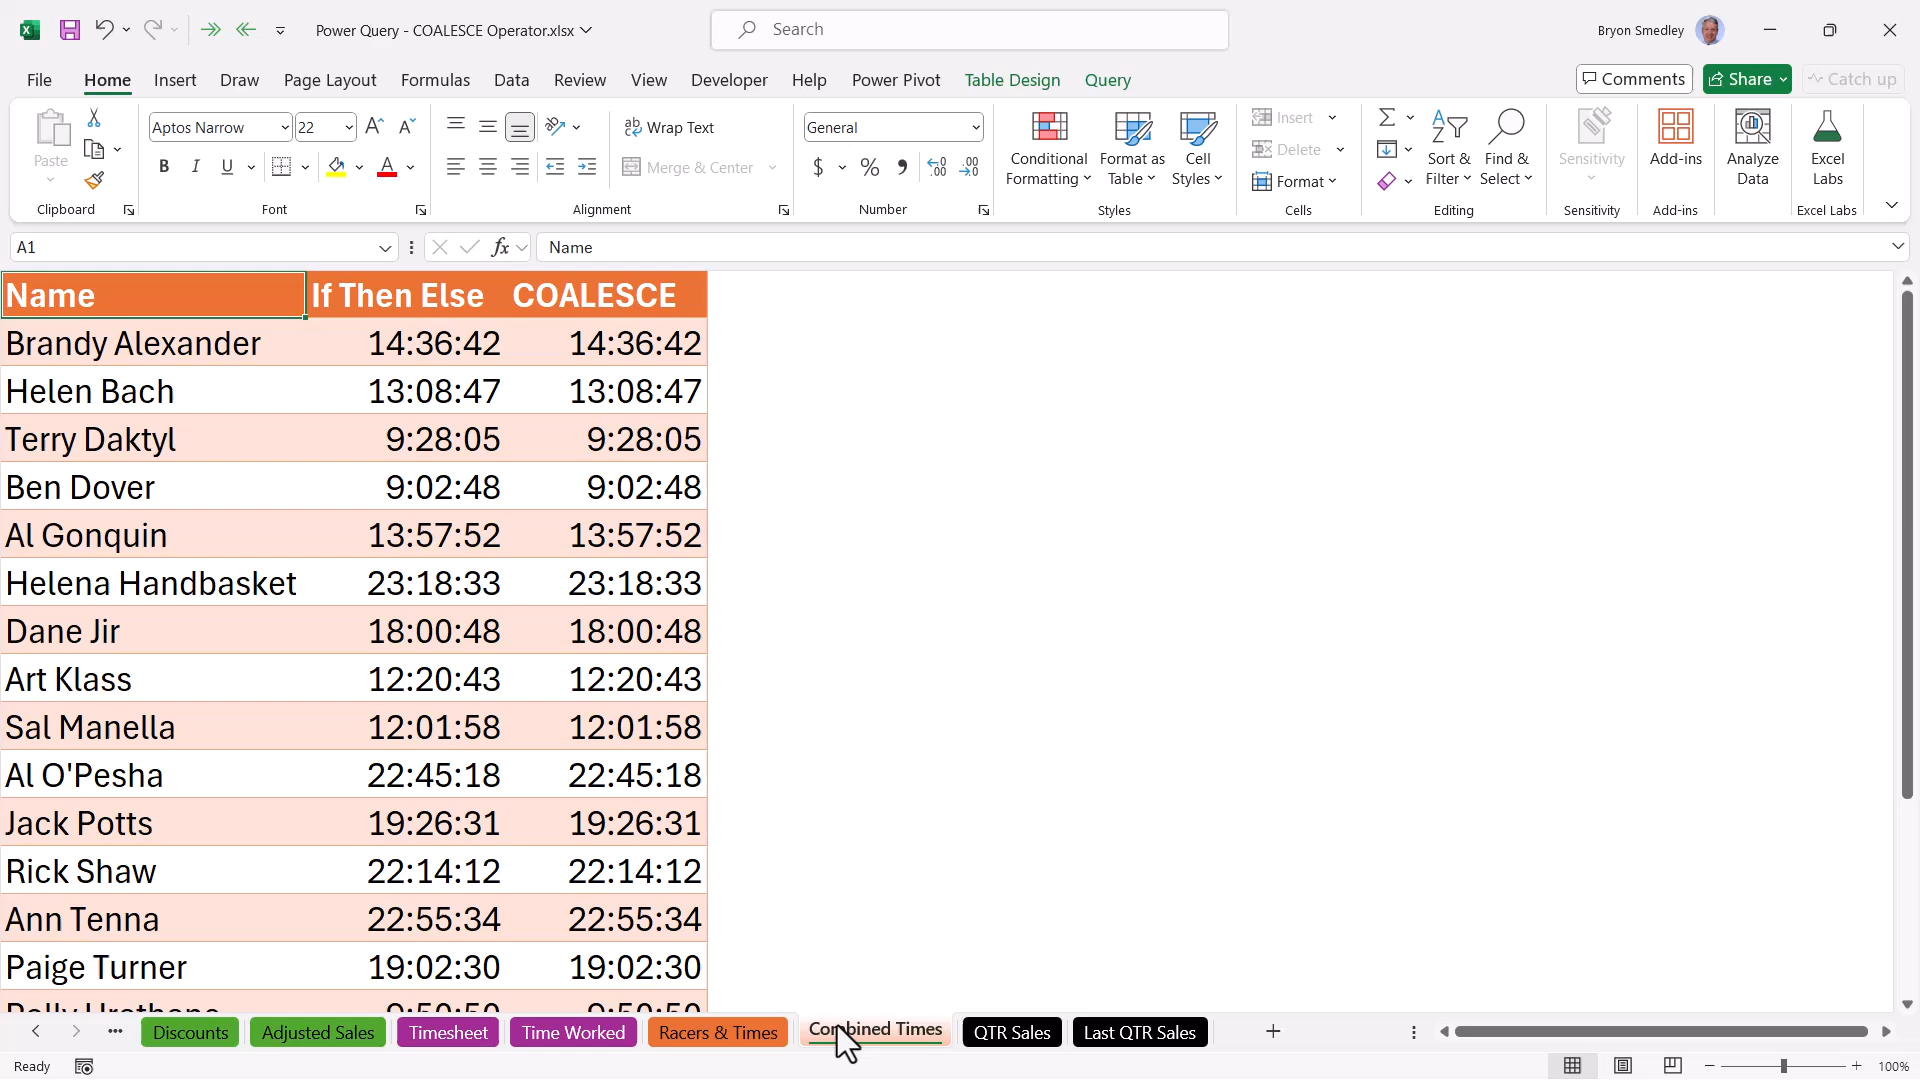 Power Query - COALESCE Operator.xlsx
Search
Bryon Smedley
File Home Insert Draw Page Layout Formulas Data Review View Developer Help Power Pivot Table Design Query
Comments Share Catch up
Paste
Clipboard
Aptos Narrow 22
B I U
Font
Wrap Text
Merge & Center
Alignment
General
$ % 9
Number
Conditional Formatting
Format as Table
Cell Styles
Styles
Insert
Delete
Format
Cells
Sort & Filter
Find & Select
Editing
Sensitivity
Sensitivity
Add-ins
Add-ins
Analyze Data
Excel Labs
Excel Labs
A1 fx Name
Name If Then Else COALESCE
Brandy Alexander 14:36:42 14:36:42
Helen Bach 13:08:47 13:08:47
Terry Daktyl 9:28:05 9:28:05
Ben Dover 9:02:48 9:02:48
Al Gonquin 13:57:52 13:57:52
Helena Handbasket 23:18:33 23:18:33
Dane Jir 18:00:48 18:00:48
Art Klass 12:20:43 12:20:43
Sal Manella 12:01:58 12:01:58
Al O'Pesha 22:45:18 22:45:18
Jack Potts 19:26:31 19:26:31
Rick Shaw 22:14:12 22:14:12
Ann Tenna 22:55:34 22:55:34
Paige Turner 19:02:30 19:02:30
Discounts Adjusted Sales Timesheet Time Worked Racers & Times Combined Times QTR Sales Last QTR Sales
Ready
100%